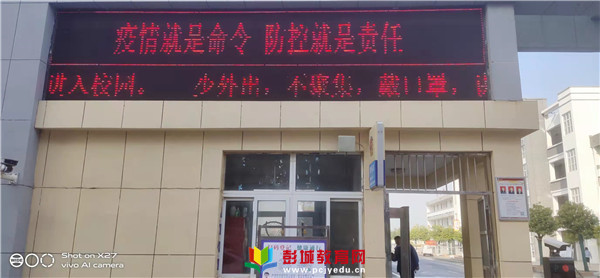 疫情就是命令 防控就是责任
进入校园。 少外出，不聚集，戴口罩，
Shot on X27
vivo AI camera
彭城教育网
www.pcjyedu.cn